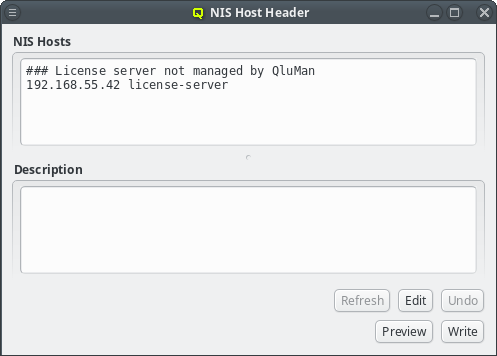 NIS Host Header
NIS Hosts
### License server not managed by QluMan
192.168.55.42 license-server
Description
Refresh Edit Undo
Preview Write